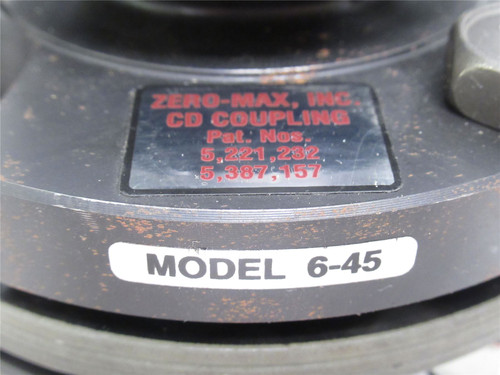 ZERO-MAX, INC.
CD COUPLING
Pat. Nos.
5,221,232
5,387,157
MODEL 6-45